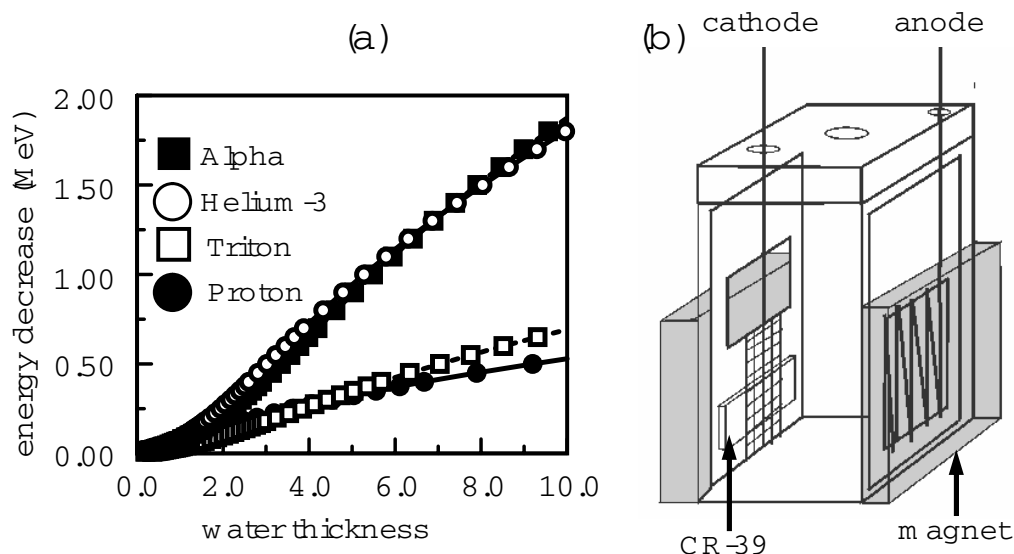 (a)
energy decrease (MeV)
2.00
1.50
1.00
0.50
0.00
Alpha
Helium-3
Triton
Proton
0.0 2.0 4.0 6.0 8.0 10.0
water thickness
(b)
cathode
anode
CR-39
magnet